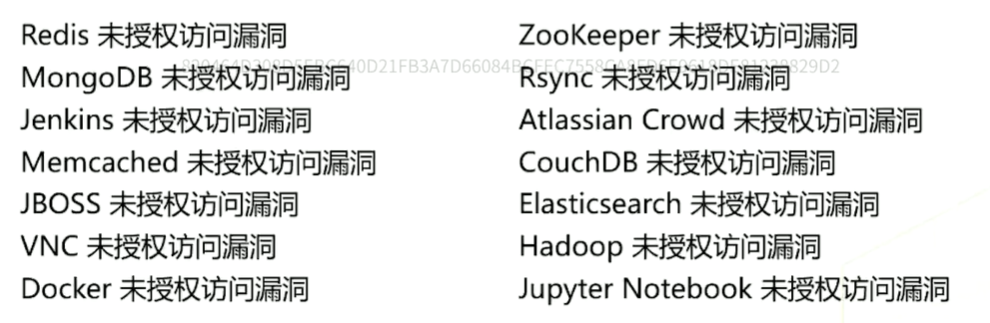 Redis 未授权访问漏洞
MongoDB 未授权访问漏洞
Jenkins 未授权访问漏洞
Memcached 未授权访问漏洞
JBOSS 未授权访问漏洞
VNC 未授权访问漏洞
Docker 未授权访问漏洞
ZooKeeper 未授权访问漏洞
Rsync 未授权访问漏洞
Atlassian Crowd 未授权访问漏洞
CouchDB 未授权访问漏洞
Elasticsearch 未授权访问漏洞
Hadoop 未授权访问漏洞
Jupyter Notebook 未授权访问漏洞